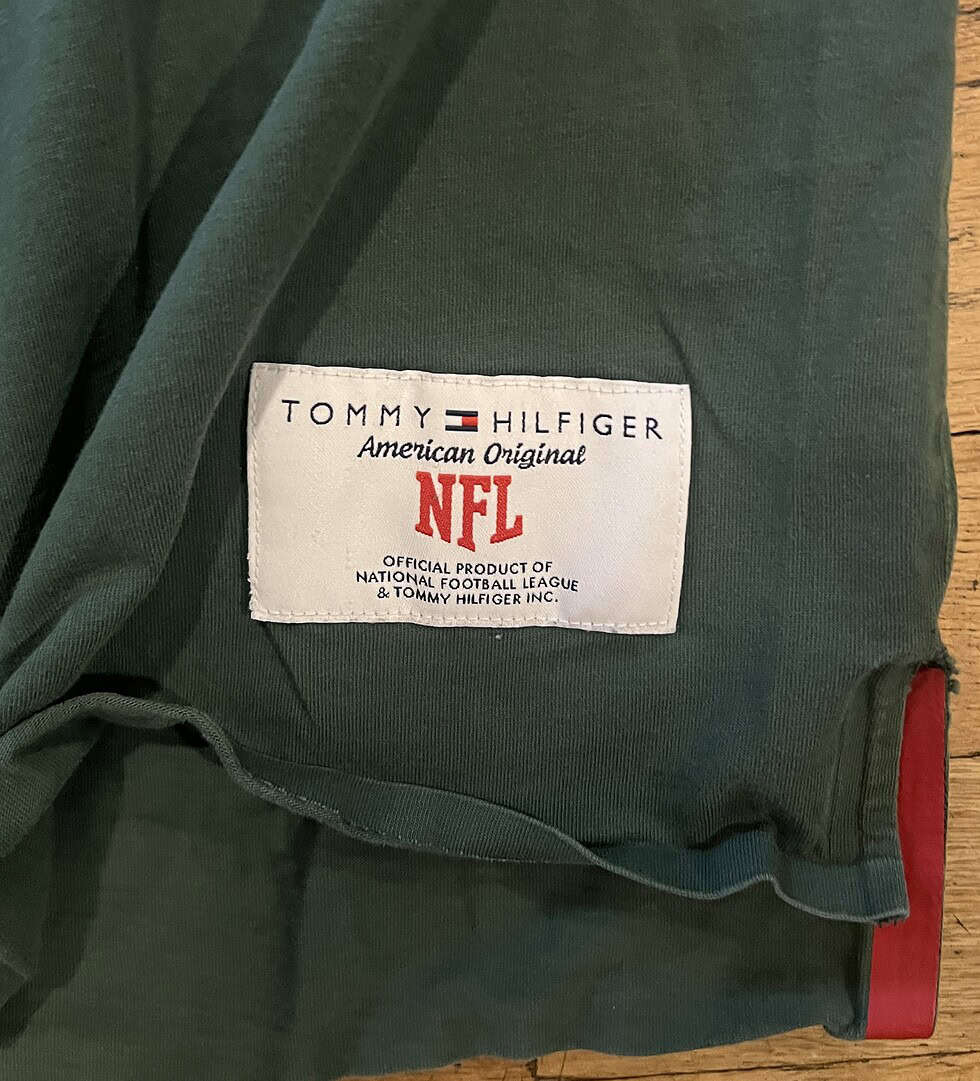 TOMMY HILFIGER
American Original
NFL
OFFICIAL PRODUCT OF
NATIONAL FOOTBALL LEAGUE
& TOMMY HILFIGER INC.